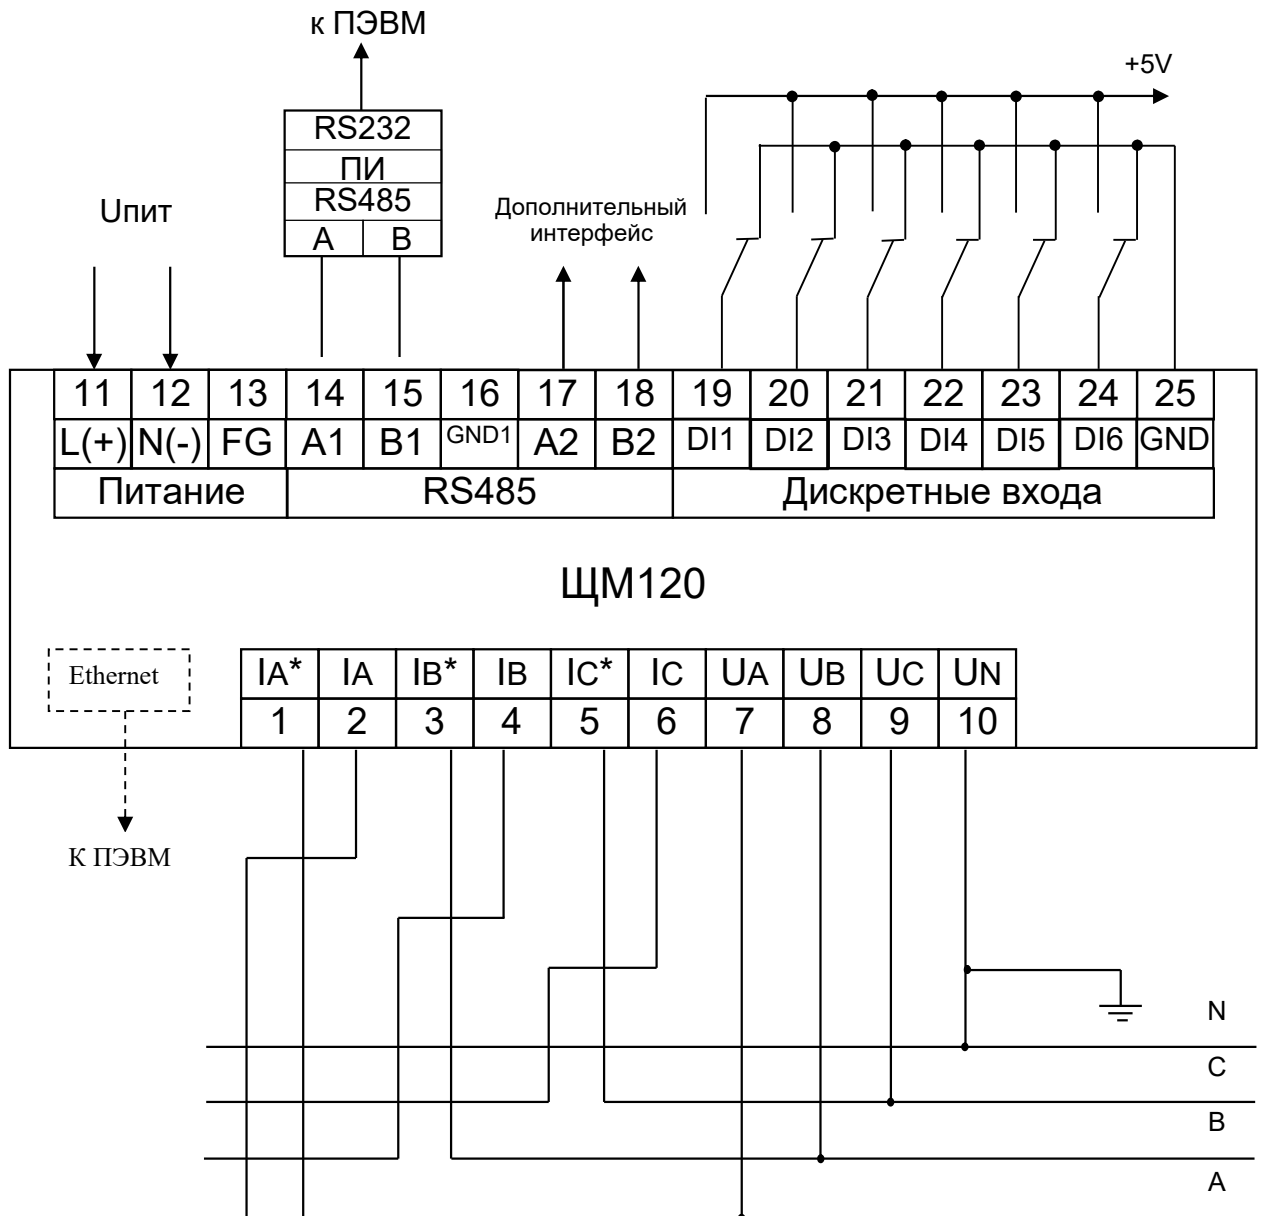 к ПЭВМ
+5V
RS232
ПИ
RS485
A B
Uпит
Дополнительный
интерфейс
11 12 13 14 15 16 17 18 19 20 21 22 23 24 25
L(+) N(-) FG A1 B1 GND1 A2 B2 DI1 DI2 DI3 DI4 DI5 DI6 GND
Питание RS485 Дискретные входа
ЩМ120
Ethernet
IA* IA IB* IB IC* IC UA UB UC UN
1 2 3 4 5 6 7 8 9 10
К ПЭВМ
N
C
B
A